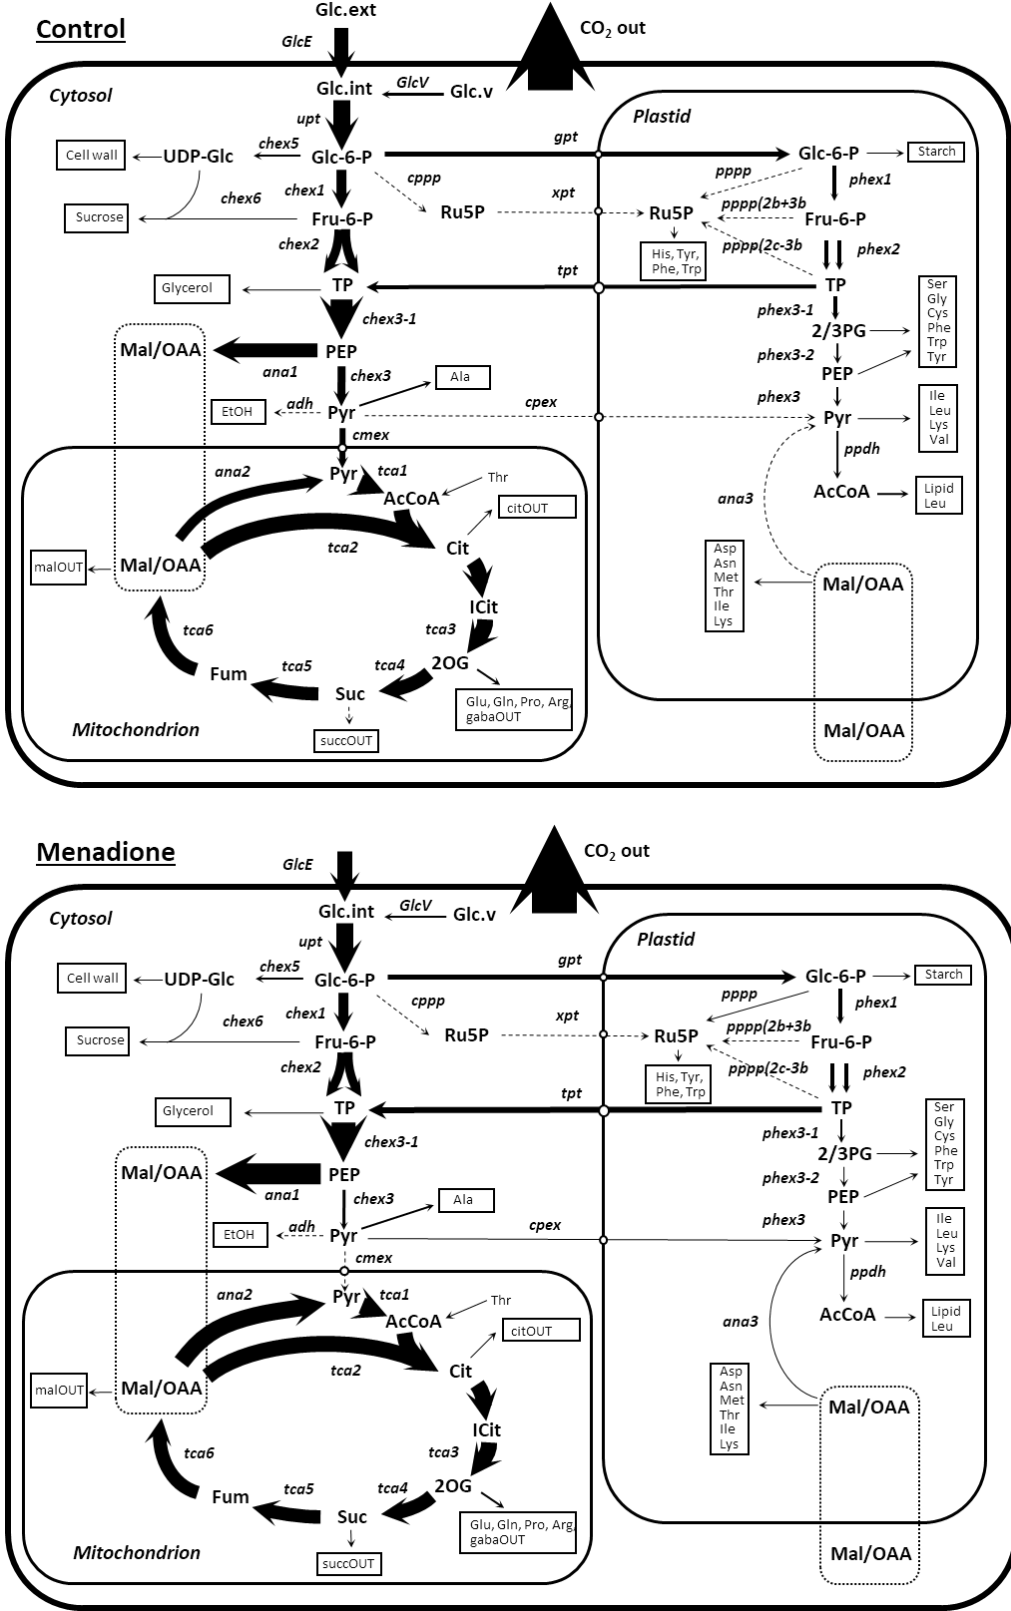 Control
Glc.ext
GlcE
CO2 out
Cytosol
Glc.int
GlcV
Glc.v
upt
Plastid
Cell wall
UDP-Glc
chex5
Glc-6-P
gpt
Glc-6-P
Starch
chex1
cppp
xpt
pppp
phex1
Sucrose
chex6
Fru-6-P
Ru5P
Ru5P
pppp(2b+3b
Fru-6-P
chex2
His, Tyr,
Phe, Trp
pppp(2c-3b
phex2
Glycerol
TP
tpt
TP
chex3-1
phex3-1
2/3PG
Ser
Gly
Cys
Phe
Trp
Tyr
Mal/OAA
ana1
PEP
phex3-2
PEP
chex3
Ala
EtOH
adh
Pyr
cpex
phex3
Pyr
Ile
Leu
Lys
Val
cmex
ppdh
ana2
Pyr
tca1
AcCoA
Thr
citOUT
AcCoA
Lipid
Leu
ana3
tca2
Cit
malOUT
Mal/OAA
Asp
Asn
Met
Thr
Ile
Lys
Mal/OAA
ICit
tca6
tca3
Fum
tca5
tca4
2OG
Suc
Glu, Gln, Pro, Arg,
gabaOUT
Mitochondrion
succOUT
Mal/OAA
Menadione
GlcE
CO2 out
Cytosol
Glc.int
GlcV
Glc.v
upt
Plastid
Cell wall
UDP-Glc
chex5
Glc-6-P
gpt
Glc-6-P
Starch
chex1
cppp
xpt
pppp
phex1
Sucrose
chex6
Fru-6-P
Ru5P
Ru5P
pppp(2b+3b
Fru-6-P
chex2
His, Tyr,
Phe, Trp
pppp(2c-3b
phex2
Glycerol
TP
tpt
TP
chex3-1
phex3-1
2/3PG
Ser
Gly
Cys
Phe
Trp
Tyr
Mal/OAA
ana1
PEP
phex3-2
PEP
chex3
Ala
EtOH
adh
Pyr
cpex
phex3
Pyr
Ile
Leu
Lys
Val
cmex
ppdh
ana2
Pyr
tca1
AcCoA
Thr
citOUT
AcCoA
Lipid
Leu
ana3
tca2
Cit
malOUT
Mal/OAA
Asp
Asn
Met
Thr
Ile
Lys
Mal/OAA
ICit
tca6
tca3
Fum
tca5
tca4
2OG
Suc
Glu, Gln, Pro, Arg,
gabaOUT
Mitochondrion
succOUT
Mal/OAA